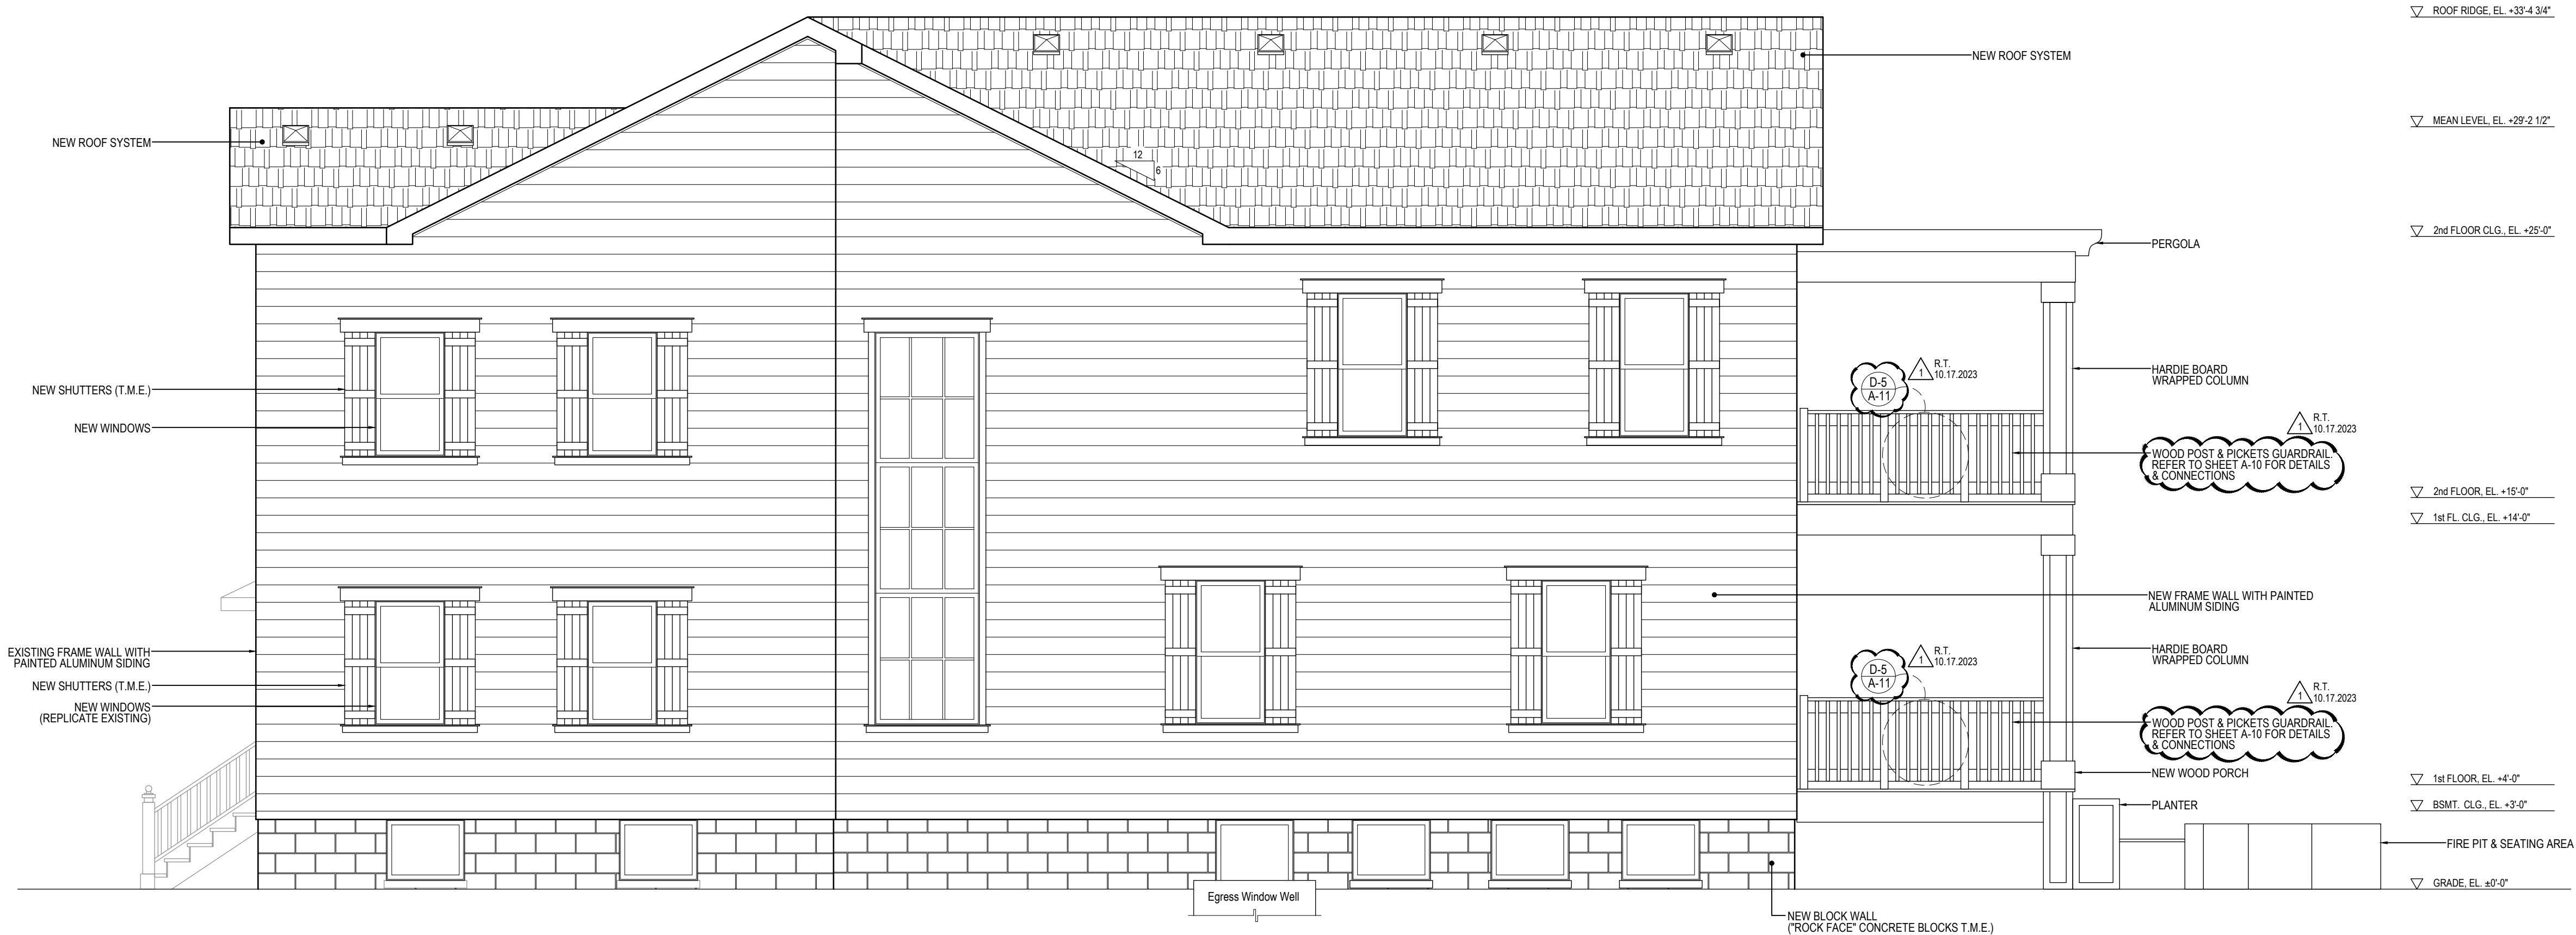 ROOF RIDGE, EL. +33'-4 3/4"
NEW ROOF SYSTEM
MEAN LEVEL, EL. +29'-2 1/2"
NEW ROOF SYSTEM
12
6
2nd FLOOR CLG., EL. +25'-0"
PERGOLA
R.T.
1
10.17.2023
D-5
A-11
HARDIE BOARD
WRAPPED COLUMN
NEW SHUTTERS (T.M.E.)
NEW WINDOWS
R.T.
1
10.17.2023
WOOD POST & PICKETS GUARDRAIL.
REFER TO SHEET A-10 FOR DETAILS
& CONNECTIONS
2nd FLOOR, EL. +15'-0"
1st FL. CLG., EL. +14'-0"
NEW FRAME WALL WITH PAINTED
ALUMINUM SIDING
EXISTING FRAME WALL WITH
PAINTED ALUMINUM SIDING
NEW SHUTTERS (T.M.E.)
NEW WINDOWS
(REPLICATE EXISTING)
R.T.
1
10.17.2023
D-5
A-11
HARDIE BOARD
WRAPPED COLUMN
R.T.
1
10.17.2023
WOOD POST & PICKETS GUARDRAIL.
REFER TO SHEET A-10 FOR DETAILS
& CONNECTIONS
NEW WOOD PORCH
1st FLOOR, EL. +4'-0"
PLANTER
BSMT. CLG., EL. +3'-0"
FIRE PIT & SEATING AREA
GRADE, EL. ±0'-0"
Egress Window Well
NEW BLOCK WALL
("ROCK FACE" CONCRETE BLOCKS T.M.E.)